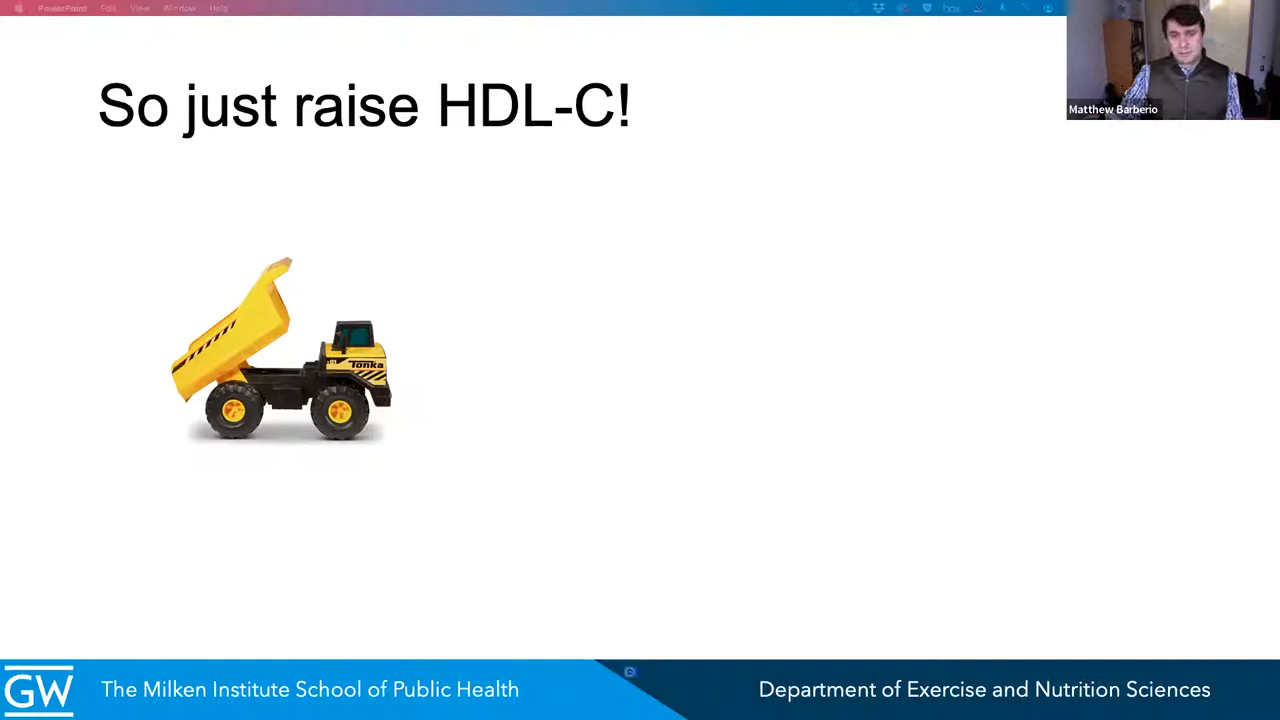 PowerPoint Edit View Window Help
box
So just raise HDL-C!
Matthew Barberio
Tonka
GW The Milken Institute School of Public Health
Department of Exercise and Nutrition Sciences